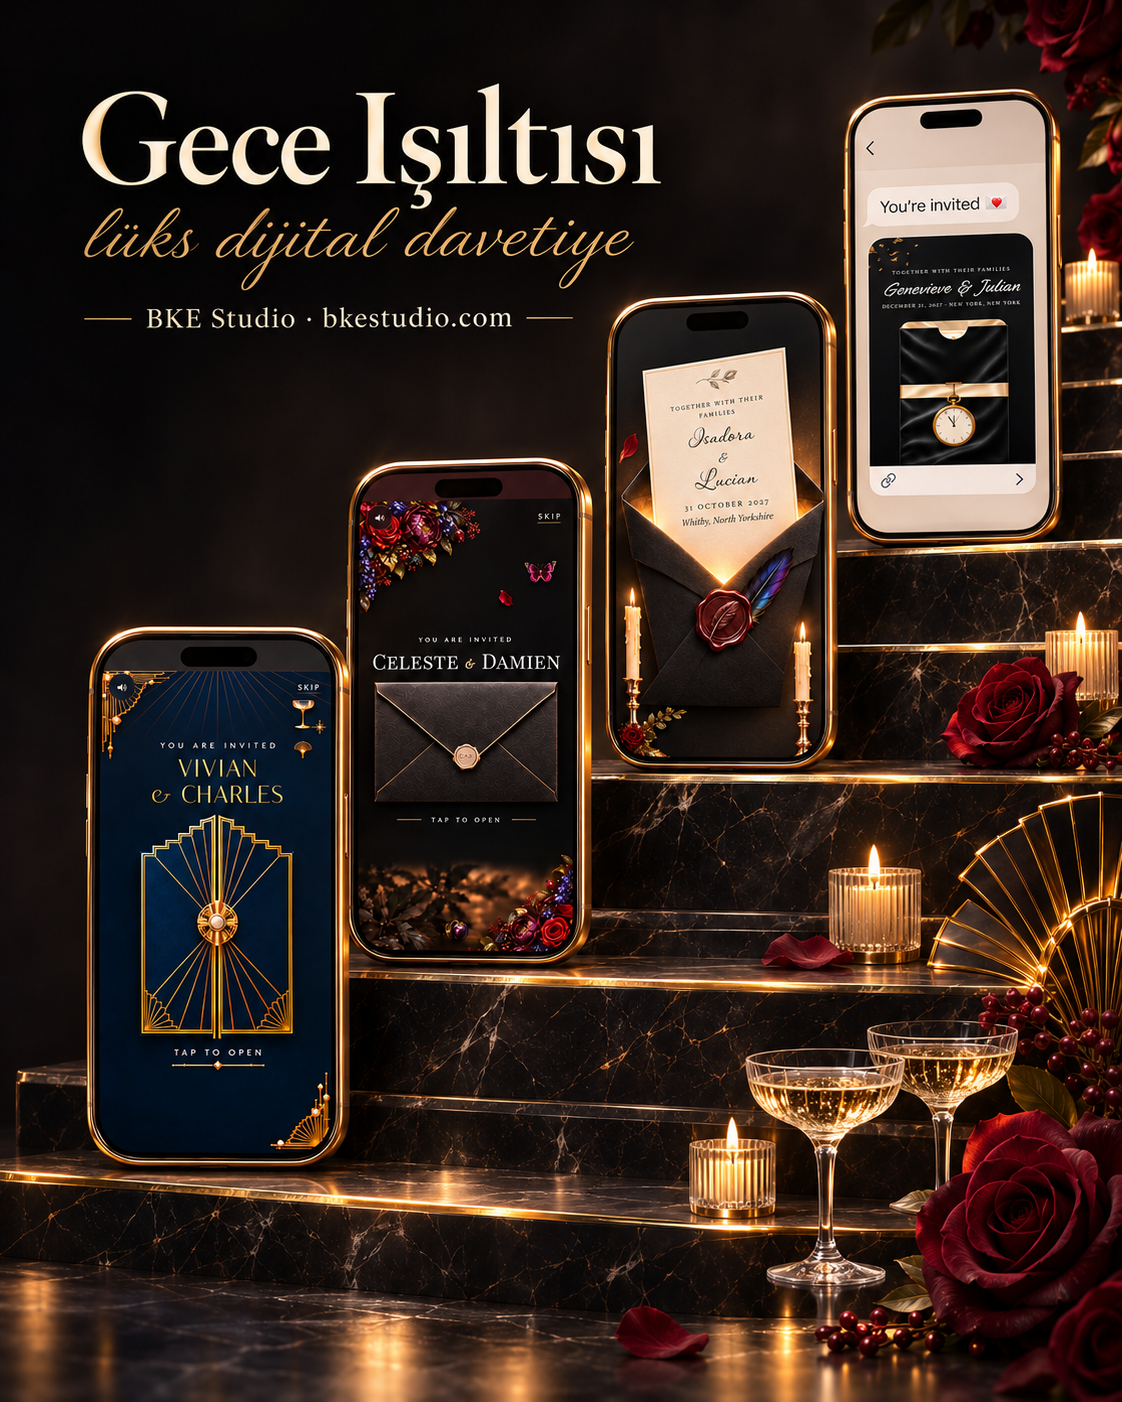 Gece Işıltısı
lüks dijital davetiye
BKE Studio · bkestudio.com
You're invited 💌
TOGETHER WITH THEIR FAMILIES
Genevieve & Julian
DECEMBER 31, 2027 · NEW YORK, NEW YORK
TOGETHER WITH THEIR
FAMILIES
Isadora
&
Lucian
31 OCTOBER 2027
Whitby, North Yorkshire
SKIP
YOU ARE INVITED
CELESTE & DAMIEN
TAP TO OPEN
SKIP
YOU ARE INVITED
VIVIAN
& CHARLES
TAP TO OPEN